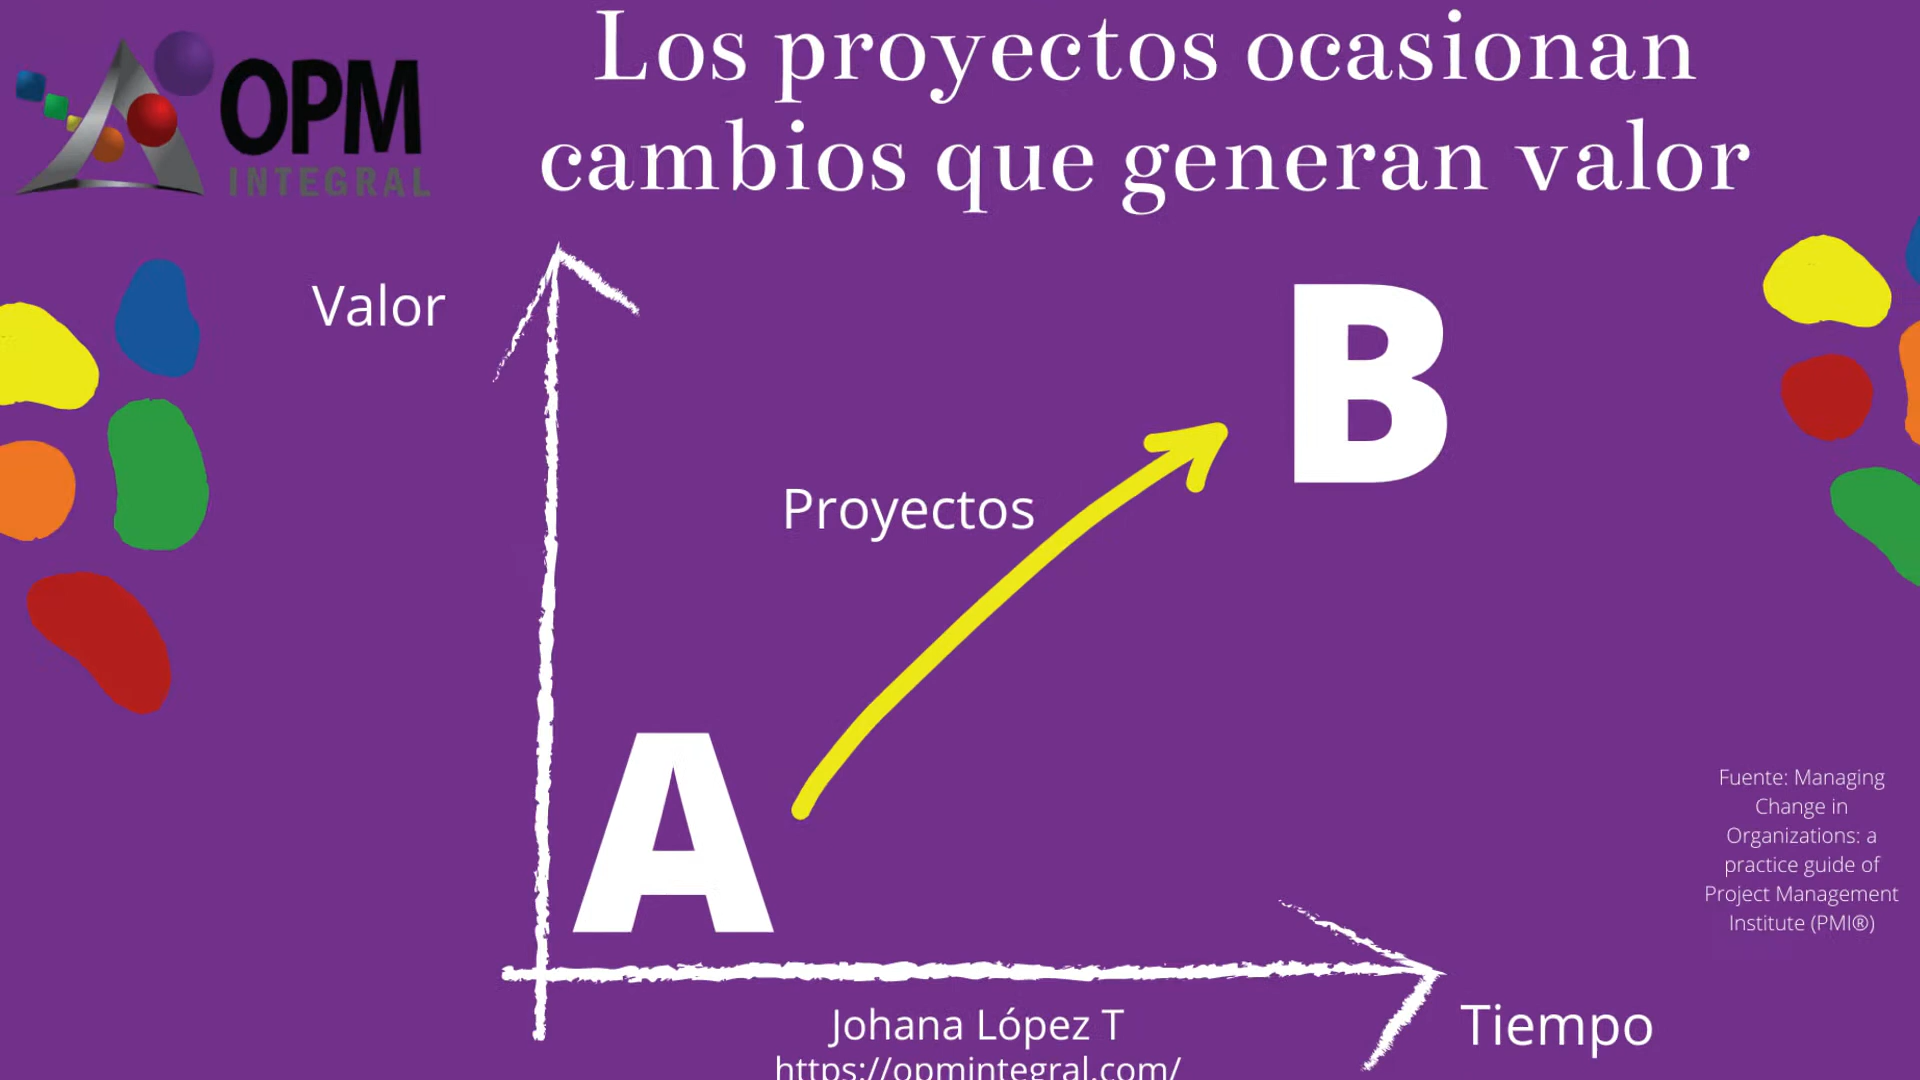 OPM
INTEGRAL
Los proyectos ocasionan
cambios que generan valor
Valor
B
Proyectos
A
Fuente: Managing
Change in
Organizations: a
practice guide of
Project Management
Institute (PMI®)
Tiempo
Johana López T
https://opmintegral.com/